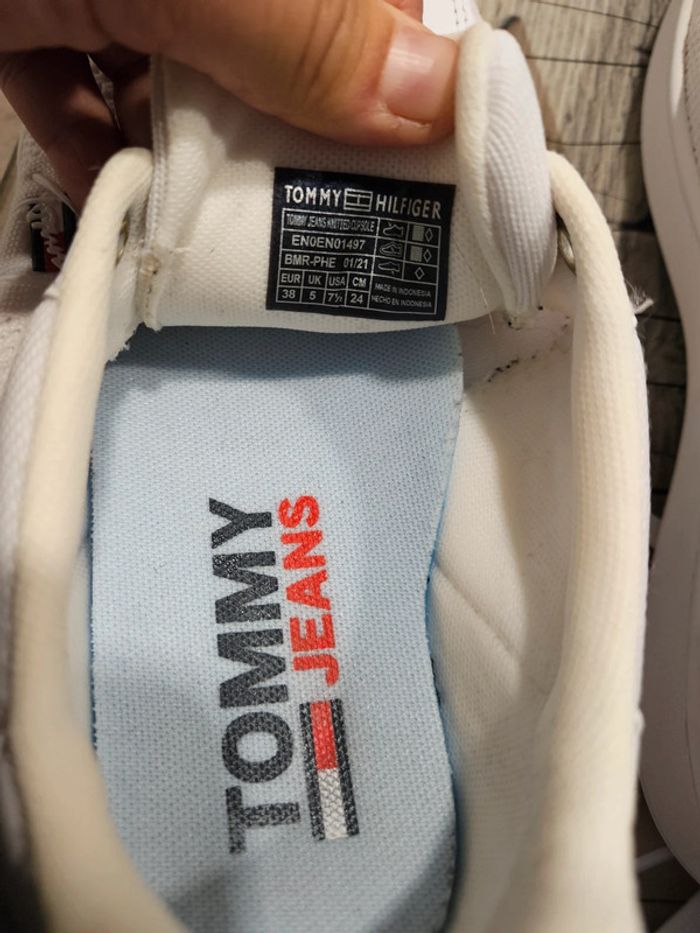 TOMMY HILFIGER
TOMMY JEANS KNITTED CUPSOLE
EN0EN01497
BMR-PHE 01/21
EUR UK USA CM
38 5 7½ 24
MADE IN INDONESIA
HECHO EN INDONESIA
TOMMY
JEANS